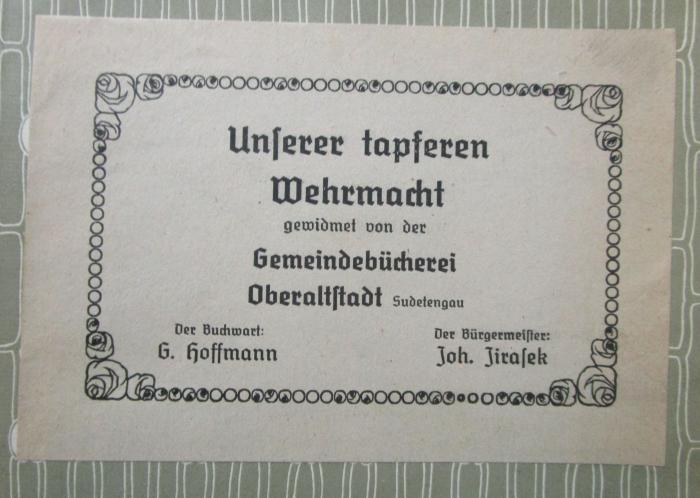 Unſerer tapferen
Wehrmacht
gewidmet von der
Gemeindebücherei
Oberaltſtadt Sudetengau
Der Buchwart:
G. Hoffmann
Der Bürgermeiſter:
Joh. Jiraſek